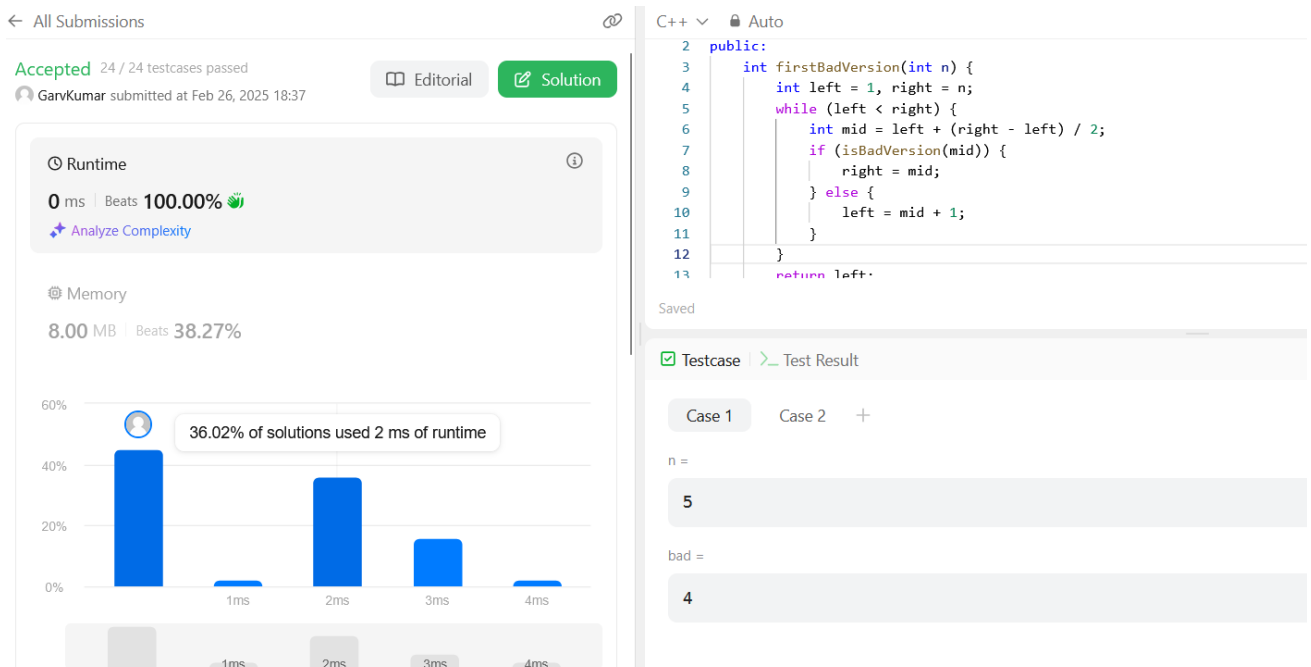 All Submissions
Accepted 24 / 24 testcases passed
GarvKumar submitted at Feb 26, 2025 18:37
Editorial
Solution
Runtime
0 ms Beats 100.00%
Analyze Complexity
Memory
8.00 MB Beats 38.27%
60%
36.02% of solutions used 2 ms of runtime
40%
20%
0%
1ms 2ms 3ms 4ms
1ms 2ms 3ms 4ms
C++ Auto
2 public:
3 int firstBadVersion(int n) {
4 int left = 1, right = n;
5 while (left < right) {
6 int mid = left + (right - left) / 2;
7 if (isBadVersion(mid)) {
8 right = mid;
9 } else {
10 left = mid + 1;
11 }
12 }
13 return left;
Saved
Testcase Test Result
Case 1 Case 2
n =
5
bad =
4